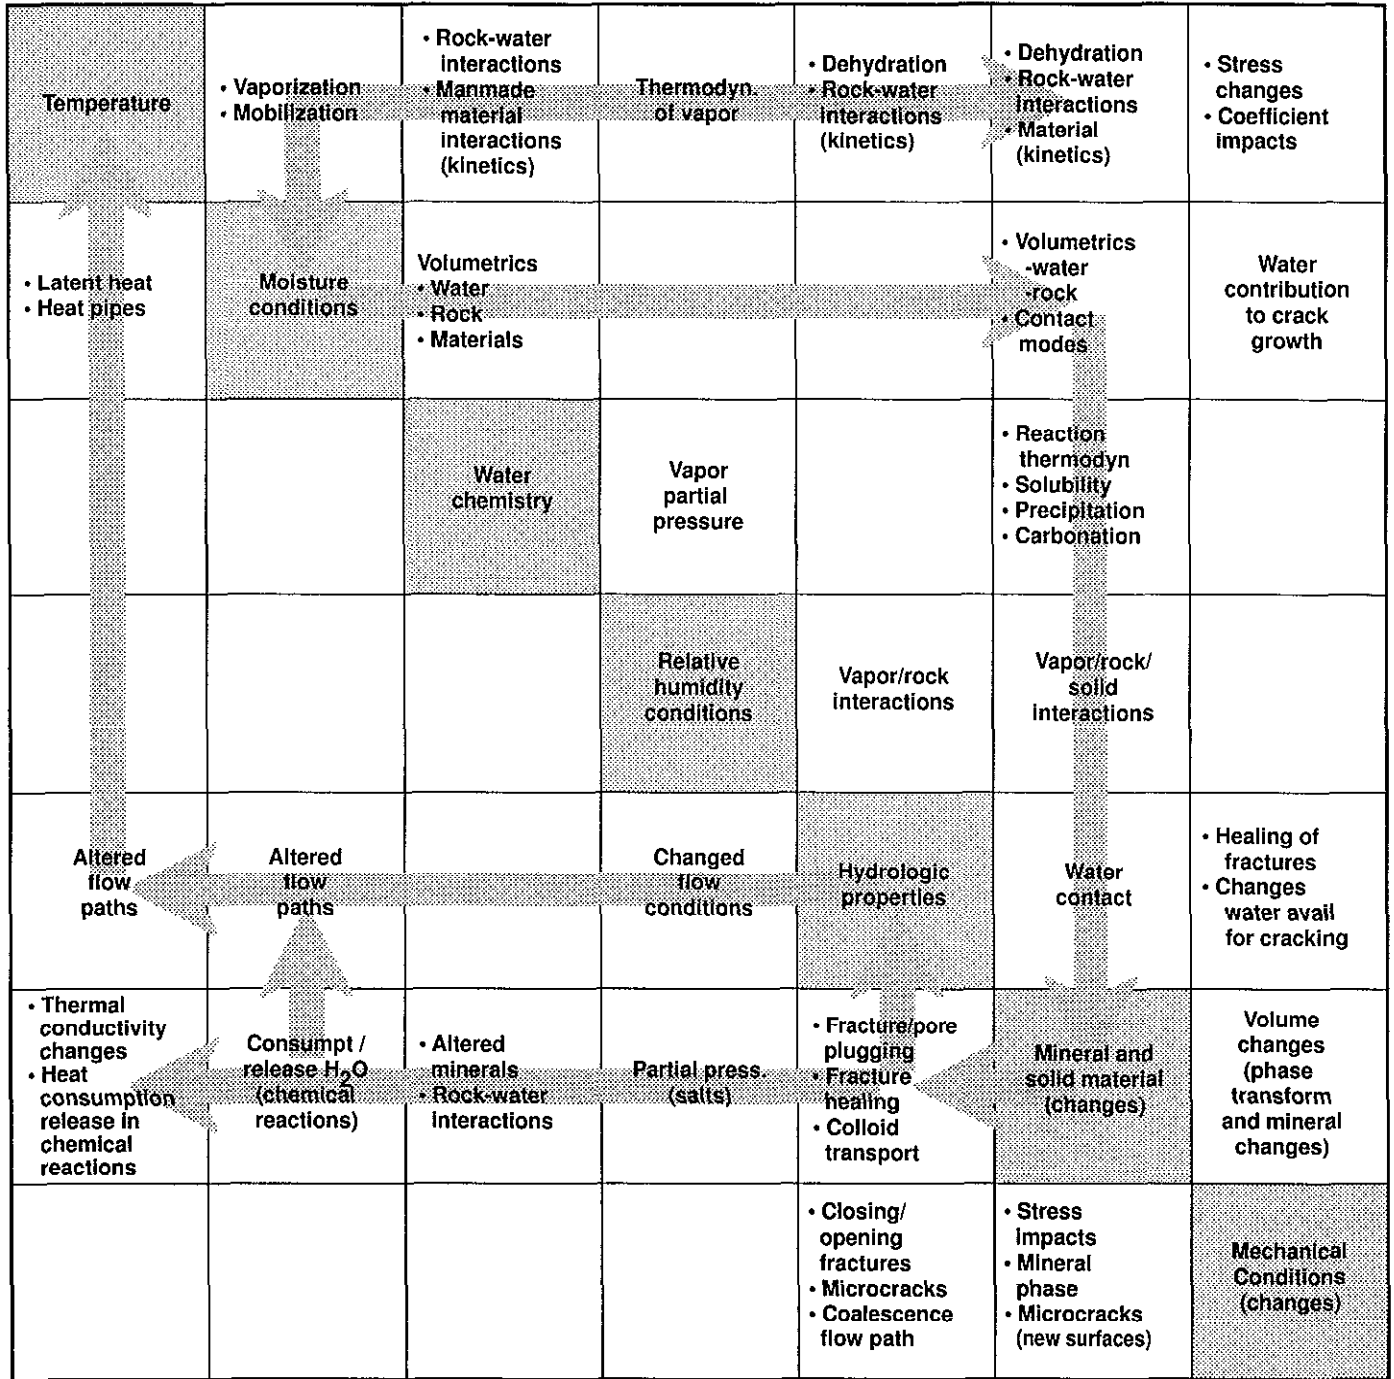 Temperature
• Vaporization
• Mobilization
• Rock-water
interactions
• Manmade
material
interactions
(kinetics)
Thermodyn.
of vapor
• Dehydration
• Rock-water
interactions
(kinetics)
• Dehydration
• Rock-water
interactions
• Material
(kinetics)
• Stress
changes
• Coefficient
impacts
• Latent heat
• Heat pipes
Moisture
conditions
Volumetrics
• Water
• Rock
• Materials
• Volumetrics
-water
-rock
• Contact
modes
Water
contribution
to crack
growth
Water
chemistry
Vapor
partial
pressure
• Reaction
thermodyn
• Solubility
• Precipitation
• Carbonation
Relative
humidity
conditions
Vapor/rock
interactions
Vapor/rock/
solid
interactions
Altered
flow
paths
Altered
flow
paths
Changed
flow
conditions
Hydrologic
properties
Water
contact
• Healing of
fractures
• Changes
water avail
for cracking
• Thermal
conductivity
changes
• Heat
consumption
release in
chemical
reactions
Consumpt /
release H2O
(chemical
reactions)
• Altered
minerals
• Rock-water
interactions
Partial press.
(salts)
• Fracture/pore
plugging
• Fracture
healing
• Colloid
transport
Mineral and
solid material
(changes)
Volume
changes
(phase
transform
and mineral
changes)
• Closing/
opening
fractures
• Microcracks
• Coalescence
flow path
• Stress
impacts
• Mineral
phase
• Microcracks
(new surfaces)
Mechanical
Conditions
(changes)